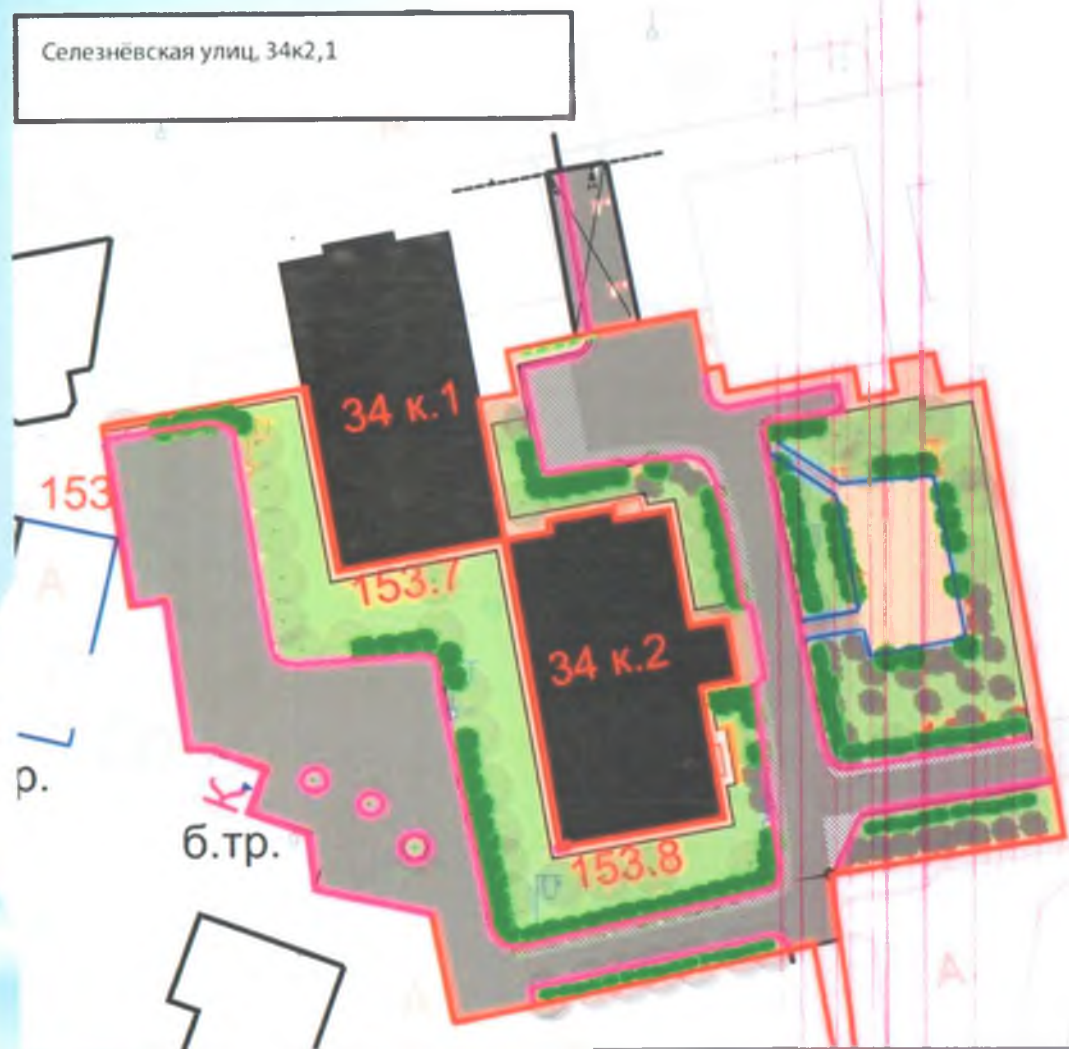 Селезнёвская улиц, 34к2,1
34 к.1
153
А
153.7
34 к.2
р.
К
б.тр.
153.8
А